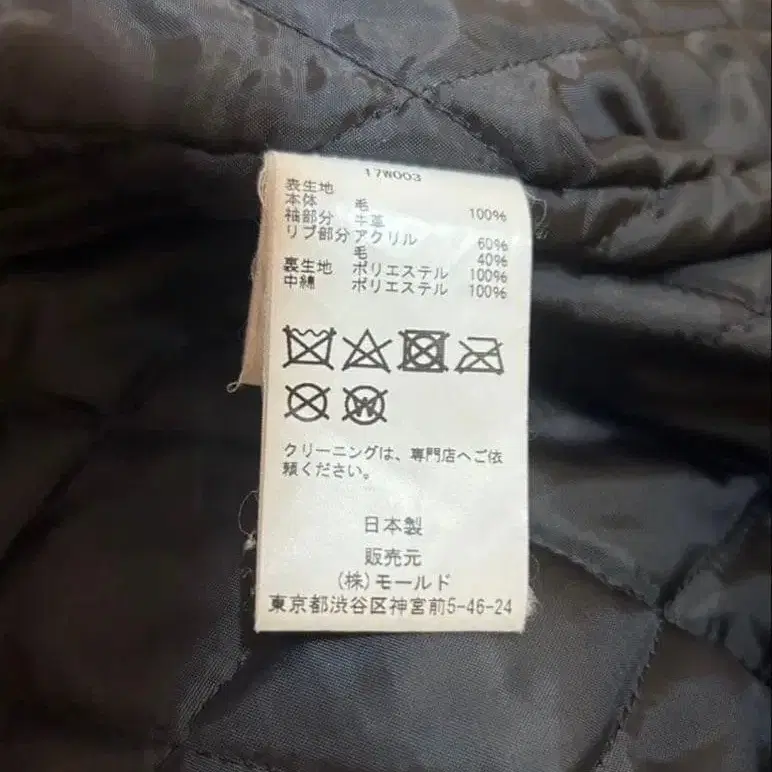 17W003
表生地
本体 毛 100%
袖部分 牛革
リブ部分 アクリル 60%
毛 40%
裏生地 ポリエステル 100%
中綿 ポリエステル 100%
W
クリーニングは、専門店へご依
頼ください。
日本製
販売元
(株)モールド
東京都渋谷区神宮前5-46-24